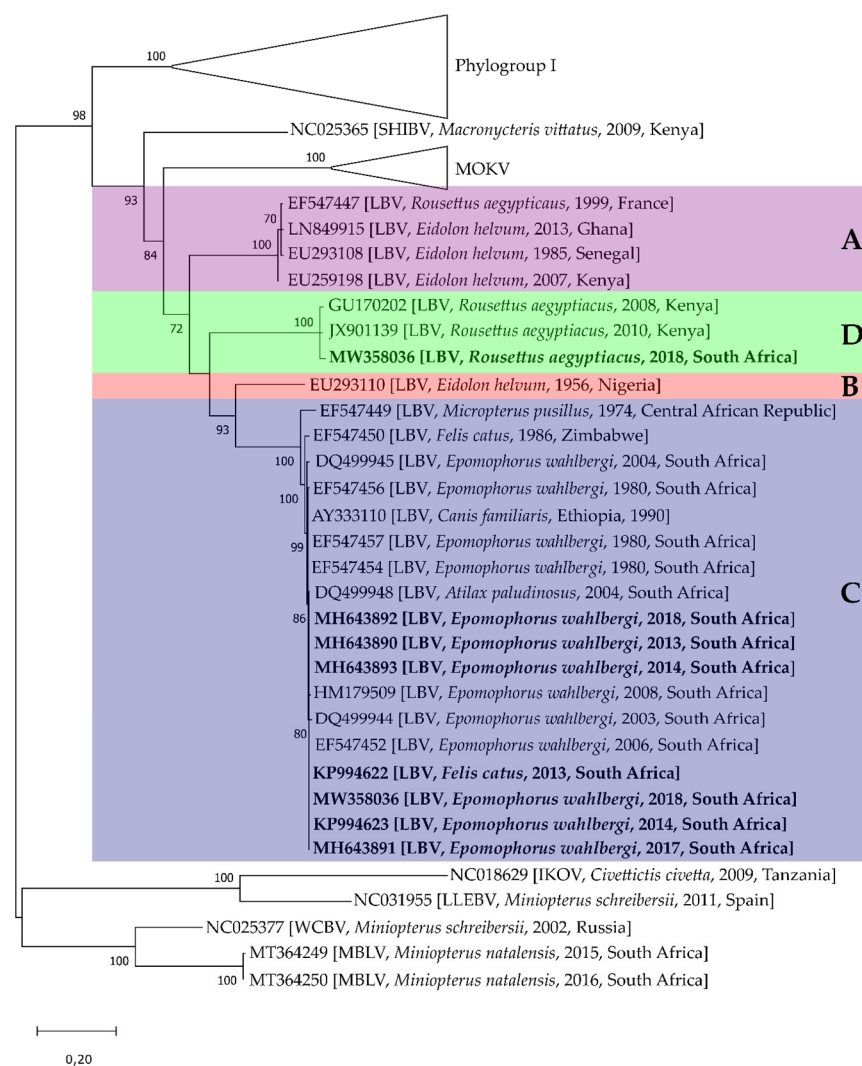 100
Phylogroup I
98
NC025365 [SHIBV, Macronycteris vittatus, 2009, Kenya]
100
MOKV
93
EF547447 [LBV, Rousettus aegypticaus, 1999, France]
70
LN849915 [LBV, Eidolon helvum, 2013, Ghana]
A
100
84
EU293108 [LBV, Eidolon helvum, 1985, Senegal]
EU259198 [LBV, Eidolon helvum, 2007, Kenya]
GU170202 [LBV, Rousettus aegyptiacus, 2008, Kenya]
100
72
JX901139 [LBV, Rousettus aegyptiacus, 2010, Kenya]
D
MW358036 [LBV, Rousettus aegyptiacus, 2018, South Africa]
EU293110 [LBV, Eidolon helvum, 1956, Nigeria]
B
EF547449 [LBV, Micropterus pusillus, 1974, Central African Republic]
93
EF547450 [LBV, Felis catus, 1986, Zimbabwe]
100
DQ499945 [LBV, Epomophorus wahlbergi, 2004, South Africa]
EF547456 [LBV, Epomophorus wahlbergi, 1980, South Africa]
100
AY333110 [LBV, Canis familiaris, Ethiopia, 1990]
EF547457 [LBV, Epomophorus wahlbergi, 1980, South Africa]
99
EF547454 [LBV, Epomophorus wahlbergi, 1980, South Africa]
DQ499948 [LBV, Atilax paludinosus, 2004, South Africa]
C
86
MH643892 [LBV, Epomophorus wahlbergi, 2018, South Africa]
MH643890 [LBV, Epomophorus wahlbergi, 2013, South Africa]
MH643893 [LBV, Epomophorus wahlbergi, 2014, South Africa]
HM179509 [LBV, Epomophorus wahlbergi, 2008, South Africa]
DQ499944 [LBV, Epomophorus wahlbergi, 2003, South Africa]
80
EF547452 [LBV, Epomophorus wahlbergi, 2006, South Africa]
KP994622 [LBV, Felis catus, 2013, South Africa]
MW358036 [LBV, Epomophorus wahlbergi, 2018, South Africa]
KP994623 [LBV, Epomophorus wahlbergi, 2014, South Africa]
MH643891 [LBV, Epomophorus wahlbergi, 2017, South Africa]
100
NC018629 [IKOV, Civettictis civetta, 2009, Tanzania]
NC031955 [LLEBV, Miniopterus schreibersii, 2011, Spain]
NC025377 [WCBV, Miniopterus schreibersii, 2002, Russia]
MT364249 [MBLV, Miniopterus natalensis, 2015, South Africa]
100
MT364250 [MBLV, Miniopterus natalensis, 2016, South Africa]
100
0,20